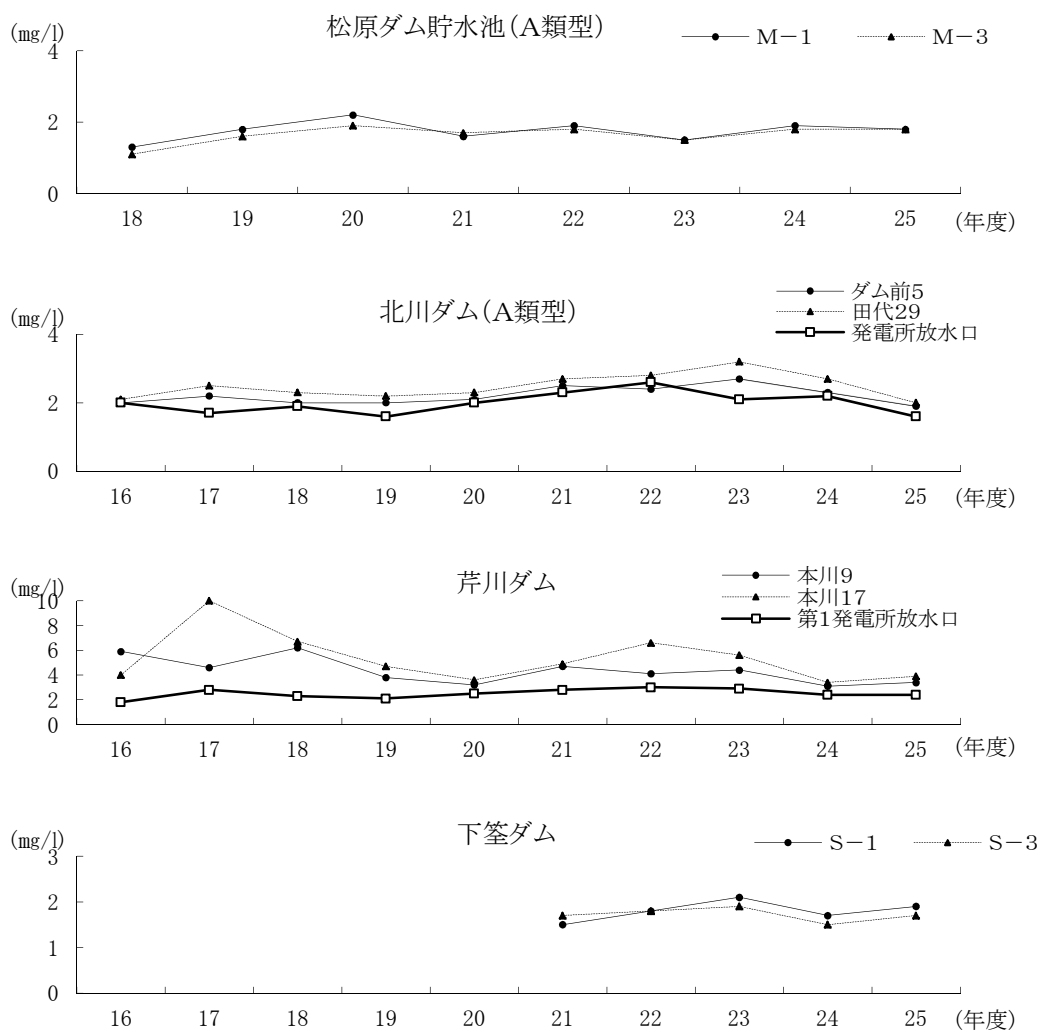 松原ダム貯水池(A類型)
(mg/l)
M-1
M-3
4
2
0
18 19 20 21 22 23 24 25 (年度)
北川ダム(A類型)
(mg/l)
ダム前5
田代29
発電所放水口
4
2
0
16 17 18 19 20 21 22 23 24 25 (年度)
芹川ダム
(mg/l)
本川9
本川17
第1発電所放水口
10
8
6
4
2
0
16 17 18 19 20 21 22 23 24 25 (年度)
下筌ダム
(mg/l)
S-1
S-3
3
2
1
0
16 17 18 19 20 21 22 23 24 25 (年度)